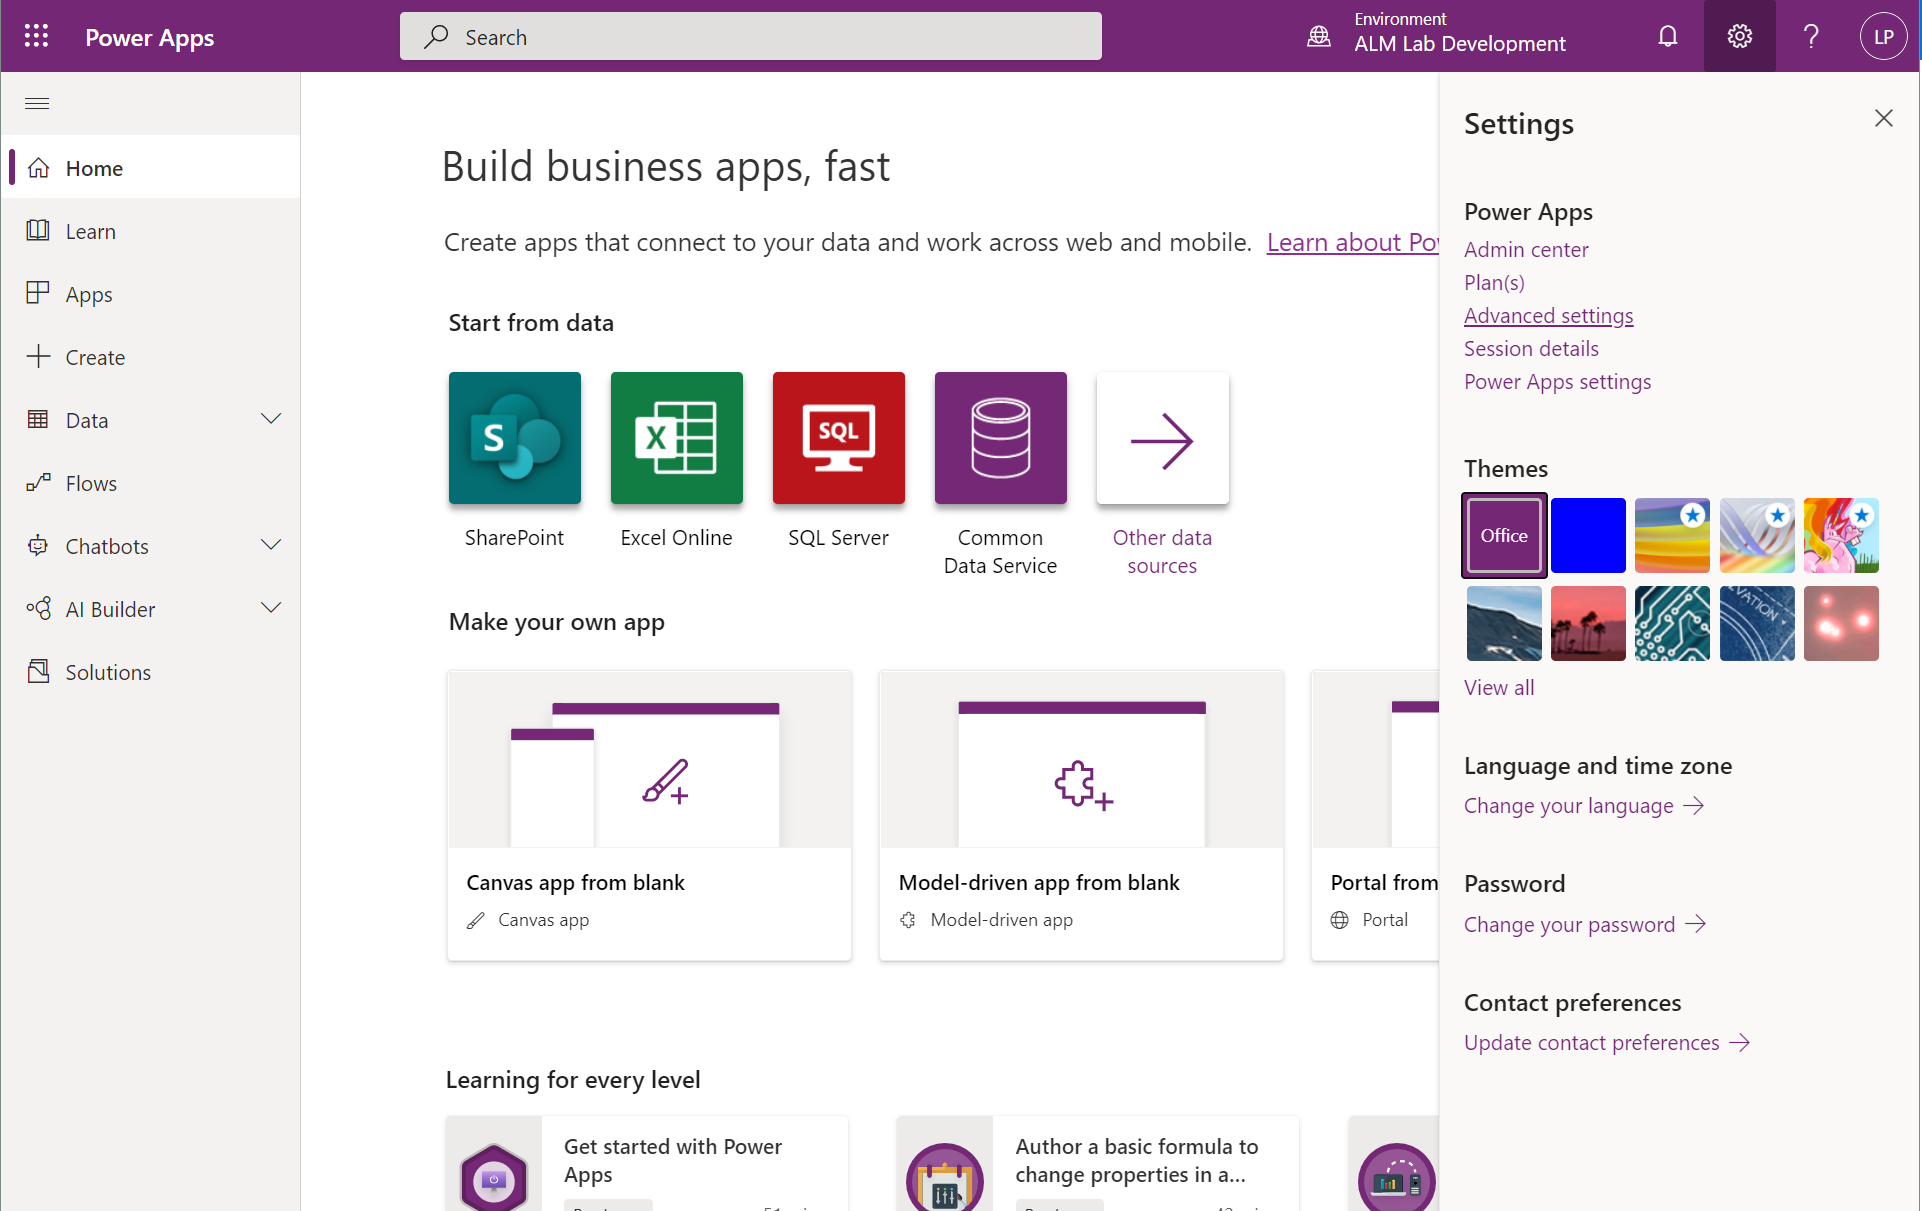 Power Apps
Search
Environment
ALM Lab Development
?
LP
Home
Learn
Apps
Create
Data
Flows
Chatbots
AI Builder
Solutions
Build business apps, fast
Create apps that connect to your data and work across web and mobile. Learn about
Start from data
S
X
SQL
SharePoint
Excel Online
SQL Server
Common
Data Service
Other data
sources
Make your own app
Canvas app from blank
Canvas app
Model-driven app from blank
Model-driven app
Portal from
Portal
Learning for every level
Get started with Power
Apps
Author a basic formula to
change properties in a...
Settings
Power Apps
Admin center
Plan(s)
Advanced settings
Session details
Power Apps settings
Themes
Office
View all
Language and time zone
Change your language
Password
Change your password
Contact preferences
Update contact preferences